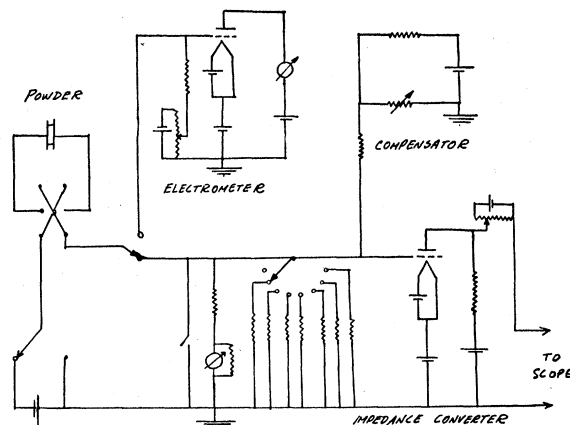 POWDER
ELECTROMETER
COMPENSATOR
TO
SCOPE
IMPEDANCE CONVERTER